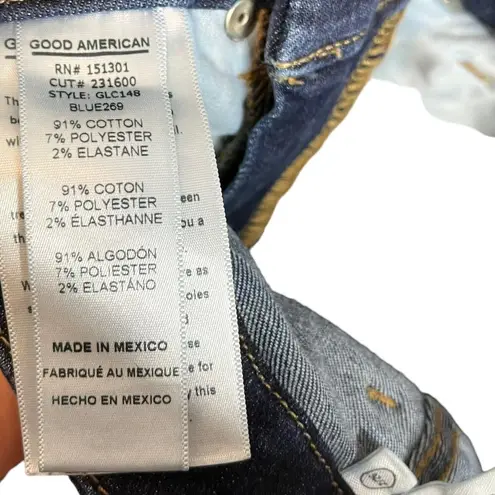 GOOD AMERICAN
RN# 151301
CUT# 231600
STYLE: GLC148
BLUE269
91% COTTON
7% POLYESTER
2% ELASTANE
91% COTON
7% POLYESTER
2% ÉLASTHANNE
91% ALGODÓN
7% POLIESTER
2% ELASTÁNO
MADE IN MEXICO
FABRIQUÉ AU MEXIQUE
HECHO EN MEXICO